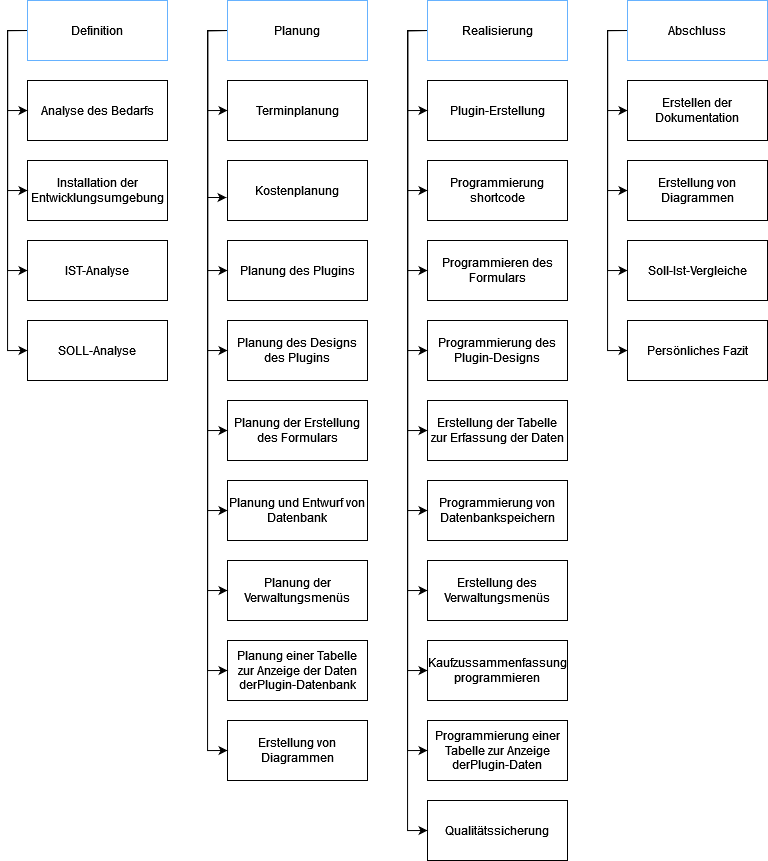 Definition
Analyse des Bedarfs
Installation der
Entwicklungsumgebung
IST-Analyse
SOLL-Analyse
Planung
Terminplanung
Kostenplanung
Planung des Plugins
Planung des Designs
des Plugins
Planung der Erstellung
des Formulars
Planung und Entwurf von
Datenbank
Planung der
Verwaltungsmenüs
Planung einer Tabelle
zur Anzeige der Daten
derPlugin-Datenbank
Erstellung von
Diagrammen
Realisierung
Plugin-Erstellung
Programmierung
shortcode
Programmieren des
Formulars
Programmierung des
Plugin-Designs
Erstellung der Tabelle
zur Erfassung der Daten
Programmierung von
Datenbankspeichern
Erstellung des
Verwaltungsmenüs
Kaufzussammenfassung
programmieren
Programmierung einer
Tabelle zur Anzeige
derPlugin-Daten
Qualitätssicherung
Abschluss
Erstellen der
Dokumentation
Erstellung von
Diagrammen
Soll-Ist-Vergleiche
Persönliches Fazit